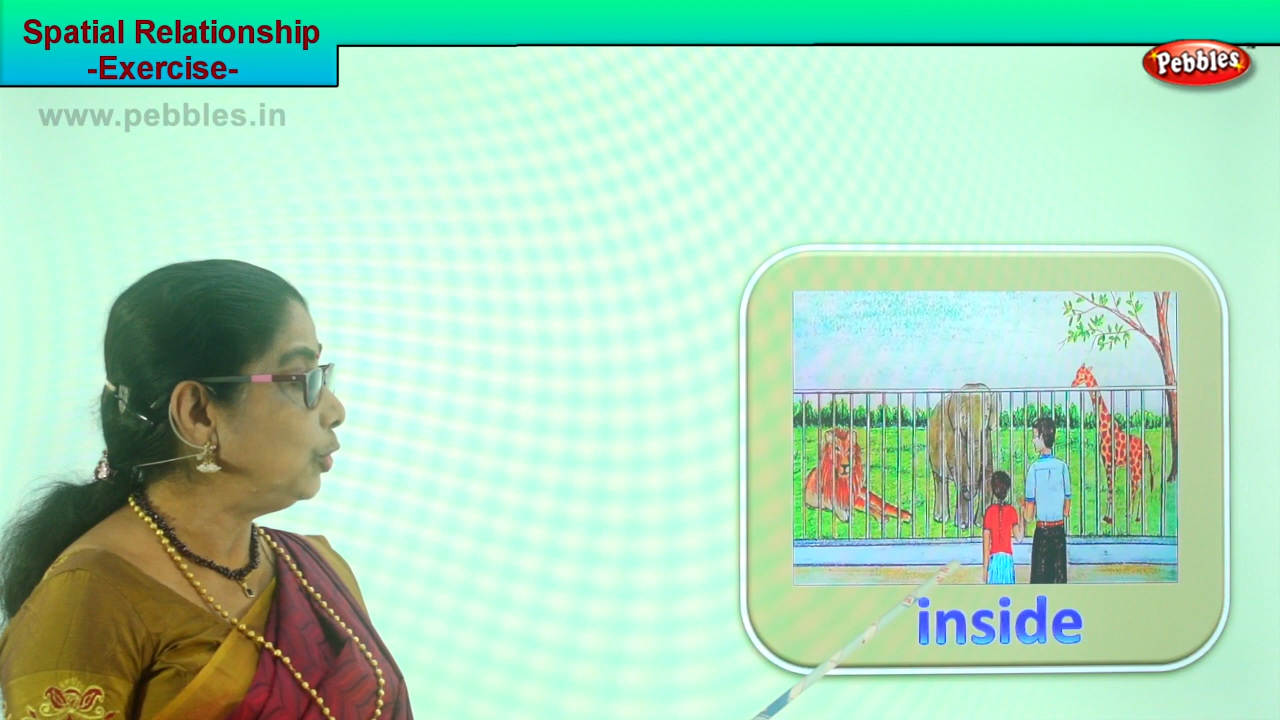 Spatial Relationship
-Exercise-
Pebbles
www.pebbles.in
inside